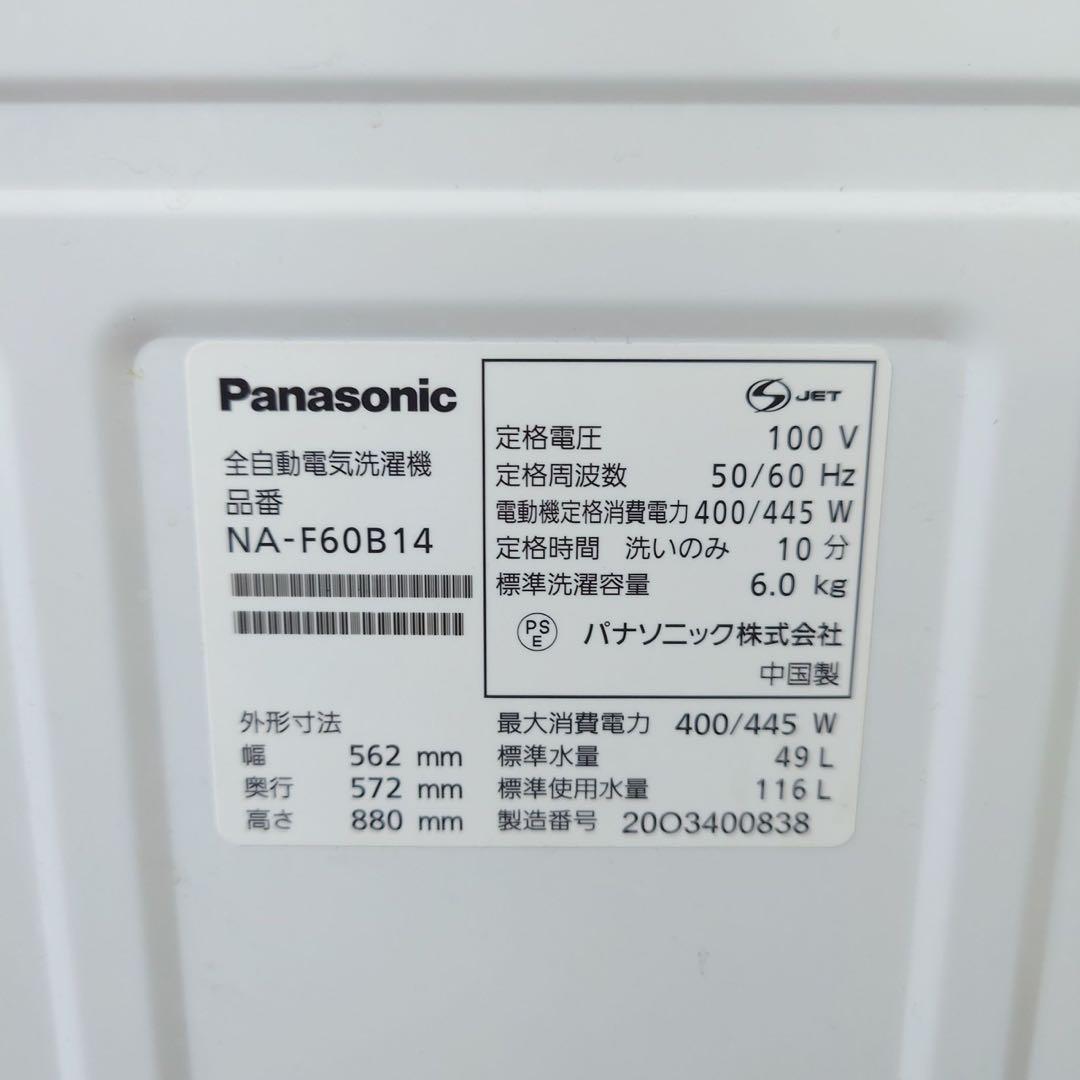 Panasonic
全自動電気洗濯機
品番
NA-F60B14
JET
定格電圧 100 V
定格周波数 50/60 Hz
電動機定格消費電力 400/445 W
定格時間 洗いのみ 10 分
標準洗濯容量 6.0 kg
PS E パナソニック株式会社
中国製
外形寸法
幅 562 mm
奥行 572 mm
高さ 880 mm
最大消費電力 400/445 W
標準水量 49 L
標準使用水量 116 L
製造番号 20O3400838